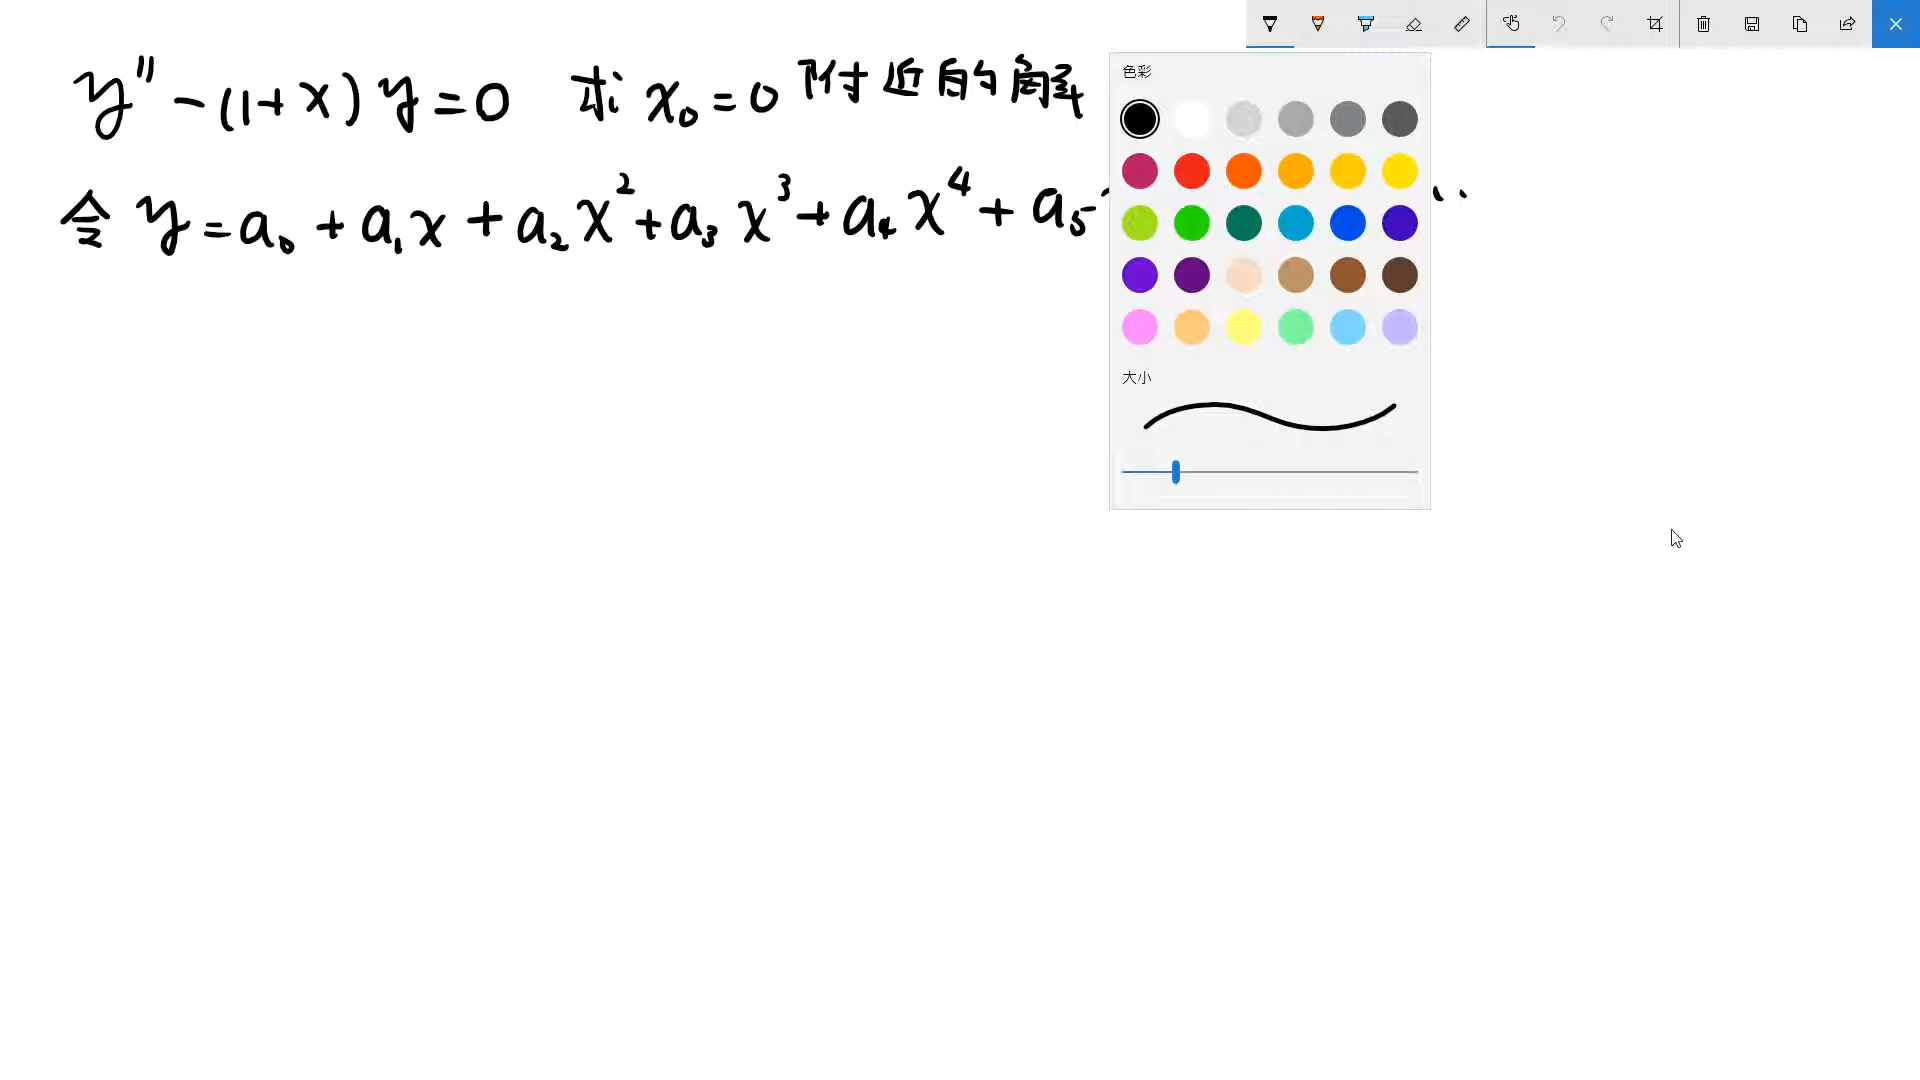 y'' - (1+x) y = 0 求 x₀ = 0 附近的解
色彩
令 y = a₀ + a₁x + a₂x² + a₃x³ + a₄x⁴ + a₅
大小